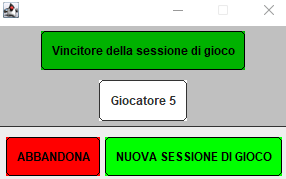 Vincitore della sessione di gioco
Giocatore 5
ABBANDONA
NUOVA SESSIONE DI GIOCO